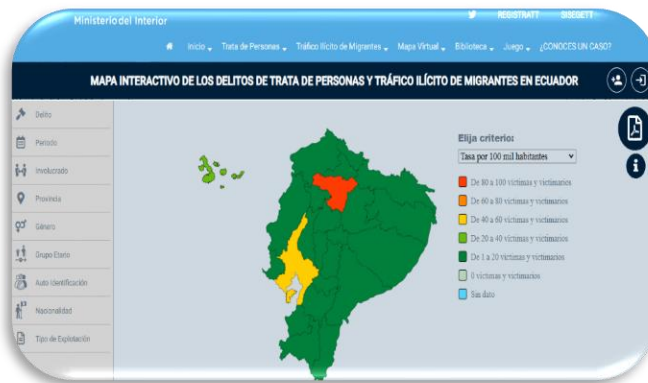 Ministerio del Interior
REGISTRATT
SISEGETT
Inicio
Trata de Personas
Tráfico Ilícito de Migrantes
Mapa Virtual
Biblioteca
Juego
¿CONOCES UN CASO?
MAPA INTERACTIVO DE LOS DELITOS DE TRATA DE PERSONAS Y TRÁFICO ILÍCITO DE MIGRANTES EN ECUADOR
Delito
Periodo
Involucrado
Provincia
Género
Grupo Etario
Auto Identificación
Nacionalidad
Tipo de Explotación
Elija criterio:
Tasa por 100 mil habitantes
De 80 a 100 víctimas y victimarios
De 60 a 80 víctimas y victimarios
De 40 a 60 víctimas y victimarios
De 20 a 40 víctimas y victimarios
De 1 a 20 víctimas y victimarios
0 víctimas y victimarios
Sin dato